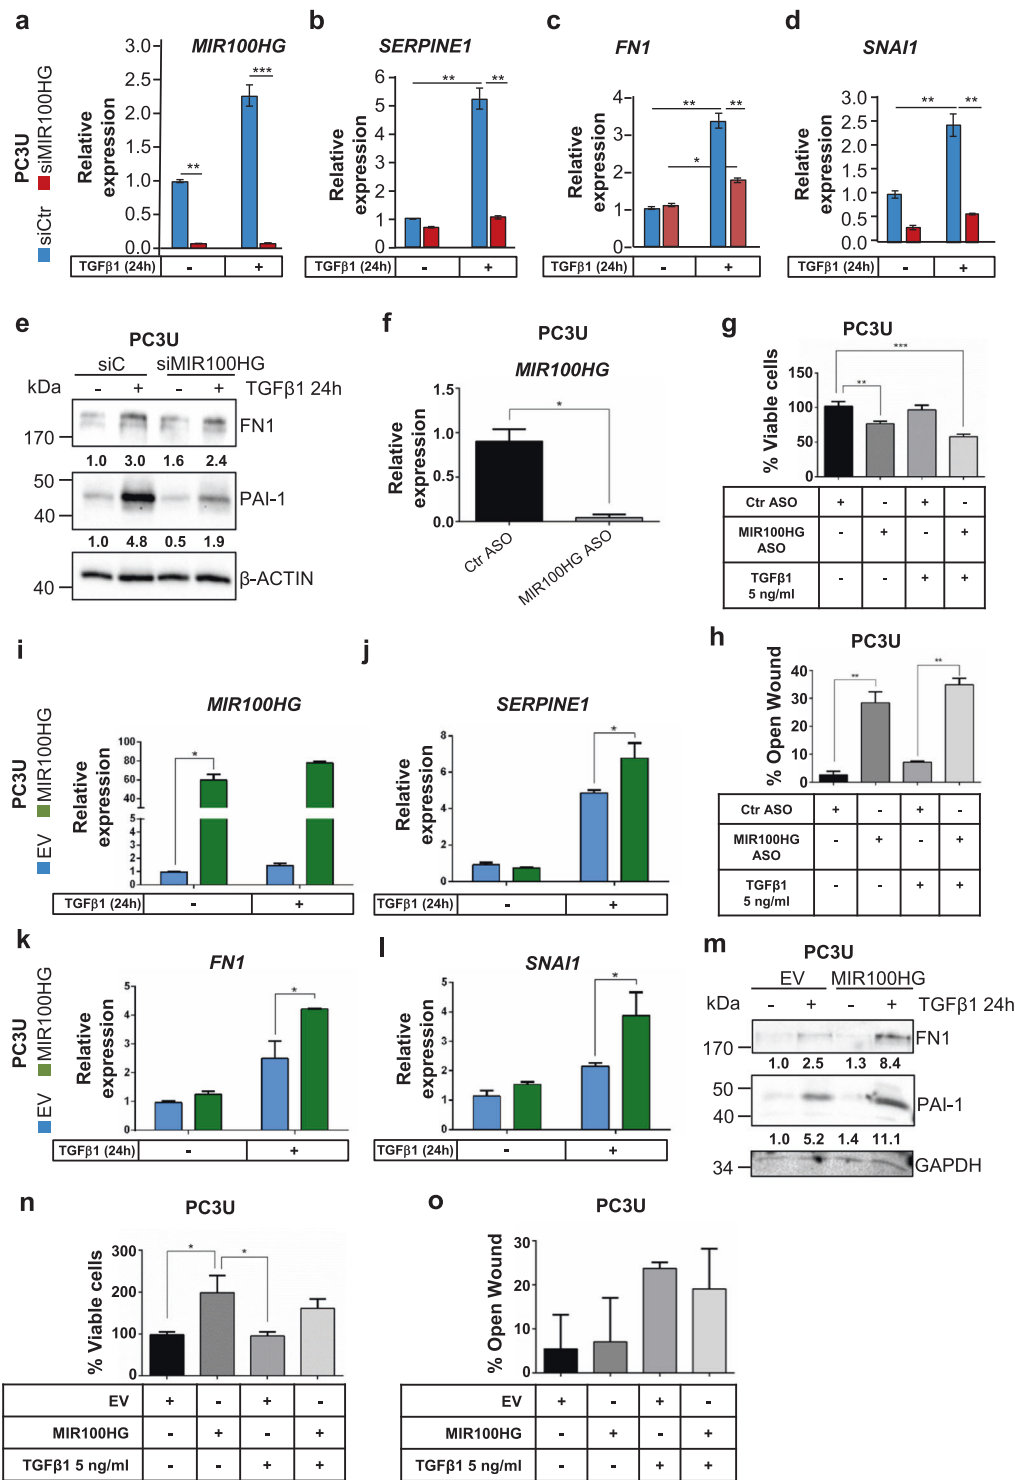 a
b
c
d
MIR100HG
SERPINE1
FN1
SNAI1
PC3U
siCtr siMIR100HG
Relative expression
3.0
2.5
2.0
1.5
1.0
0.5
0.0
**
***
TGFβ1 (24h) - +
Relative expression
6
5
4
3
2
1
0
** **
TGFβ1 (24h) - +
Relative expression
4
3
2
1
0
** **
*
TGFβ1 (24h) - +
Relative expression
3.0
2.5
2.0
1.5
1.0
0.5
0.0
** **
TGFβ1 (24h) - +
e
PC3U
siC siMIR100HG
kDa - + - + TGFβ1 24h
170 FN1
1.0 3.0 1.6 2.4
50
40 PAI-1
1.0 4.8 0.5 1.9
40 β-ACTIN
f
PC3U
MIR100HG
Relative expression
1.5
1.0
0.5
0.0
*
Ctr ASO
MIR100HG ASO
g
PC3U
% Viable cells
150
100
50
0
***
**
Ctr ASO + - + -
MIR100HG ASO - + - +
TGFβ1 5 ng/ml - - + +
h
PC3U
% Open Wound
40
30
20
10
0
** **
Ctr ASO + - + -
MIR100HG ASO - + - +
TGFβ1 5 ng/ml - - + +
i
PC3U
EV MIR100HG
MIR100HG
Relative expression
100
80
60
40
5
4
3
2
1
0
*
TGFβ1 (24h) - +
j
SERPINE1
Relative expression
8
6
4
2
0
*
TGFβ1 (24h) - +
k
PC3U
EV MIR100HG
FN1
Relative expression
5
4
3
2
1
0
*
TGFβ1 (24h) - +
l
SNAI1
Relative expression
5
4
3
2
1
0
*
TGFβ1 (24h) - +
m
PC3U
EV MIR100HG
kDa - + - + TGFβ1 24h
170 FN1
1.0 2.5 1.3 8.4
50
40 PAI-1
1.0 5.2 1.4 11.1
34 GAPDH
n
PC3U
% Viable cells
300
200
100
0
* *
EV + - + -
MIR100HG - + - +
TGFβ1 5 ng/ml - - + +
o
PC3U
% Open Wound
30
20
10
0
EV + - + -
MIR100HG - + - +
TGFβ1 5 ng/ml - - + +